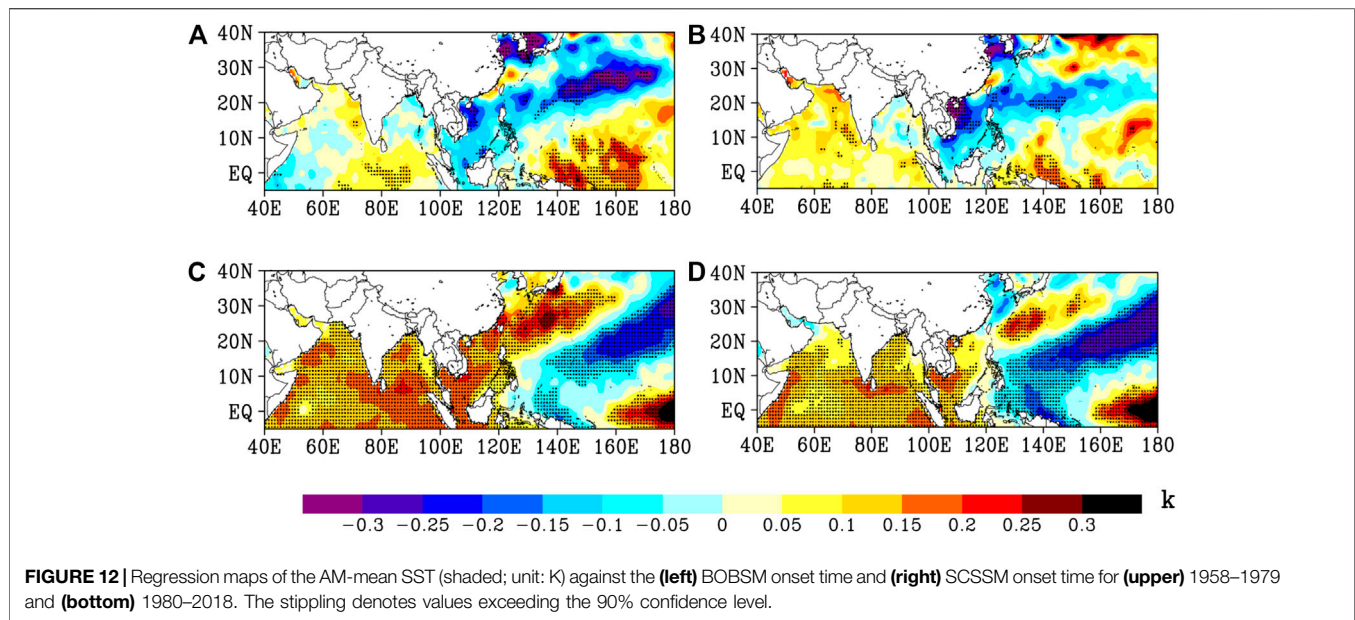 A
B
40N 40N
30N 30N
20N 20N
10N 10N
EQ EQ
40E 60E 80E 100E 120E 140E 160E 180 40E 60E 80E 100E 120E 140E 160E 180
C
D
40N 40N
30N 30N
20N 20N
10N 10N
EQ EQ
40E 60E 80E 100E 120E 140E 160E 180 40E 60E 80E 100E 120E 140E 160E 180
k
-0.3 -0.25 -0.2 -0.15 -0.1 -0.05 0 0.05 0.1 0.15 0.2 0.25 0.3
FIGURE 12 | Regression maps of the AM-mean SST (shaded; unit: K) against the (left) BOBSM onset time and (right) SCSSM onset time for (upper) 1958–1979
and (bottom) 1980–2018. The stippling denotes values exceeding the 90% confidence level.